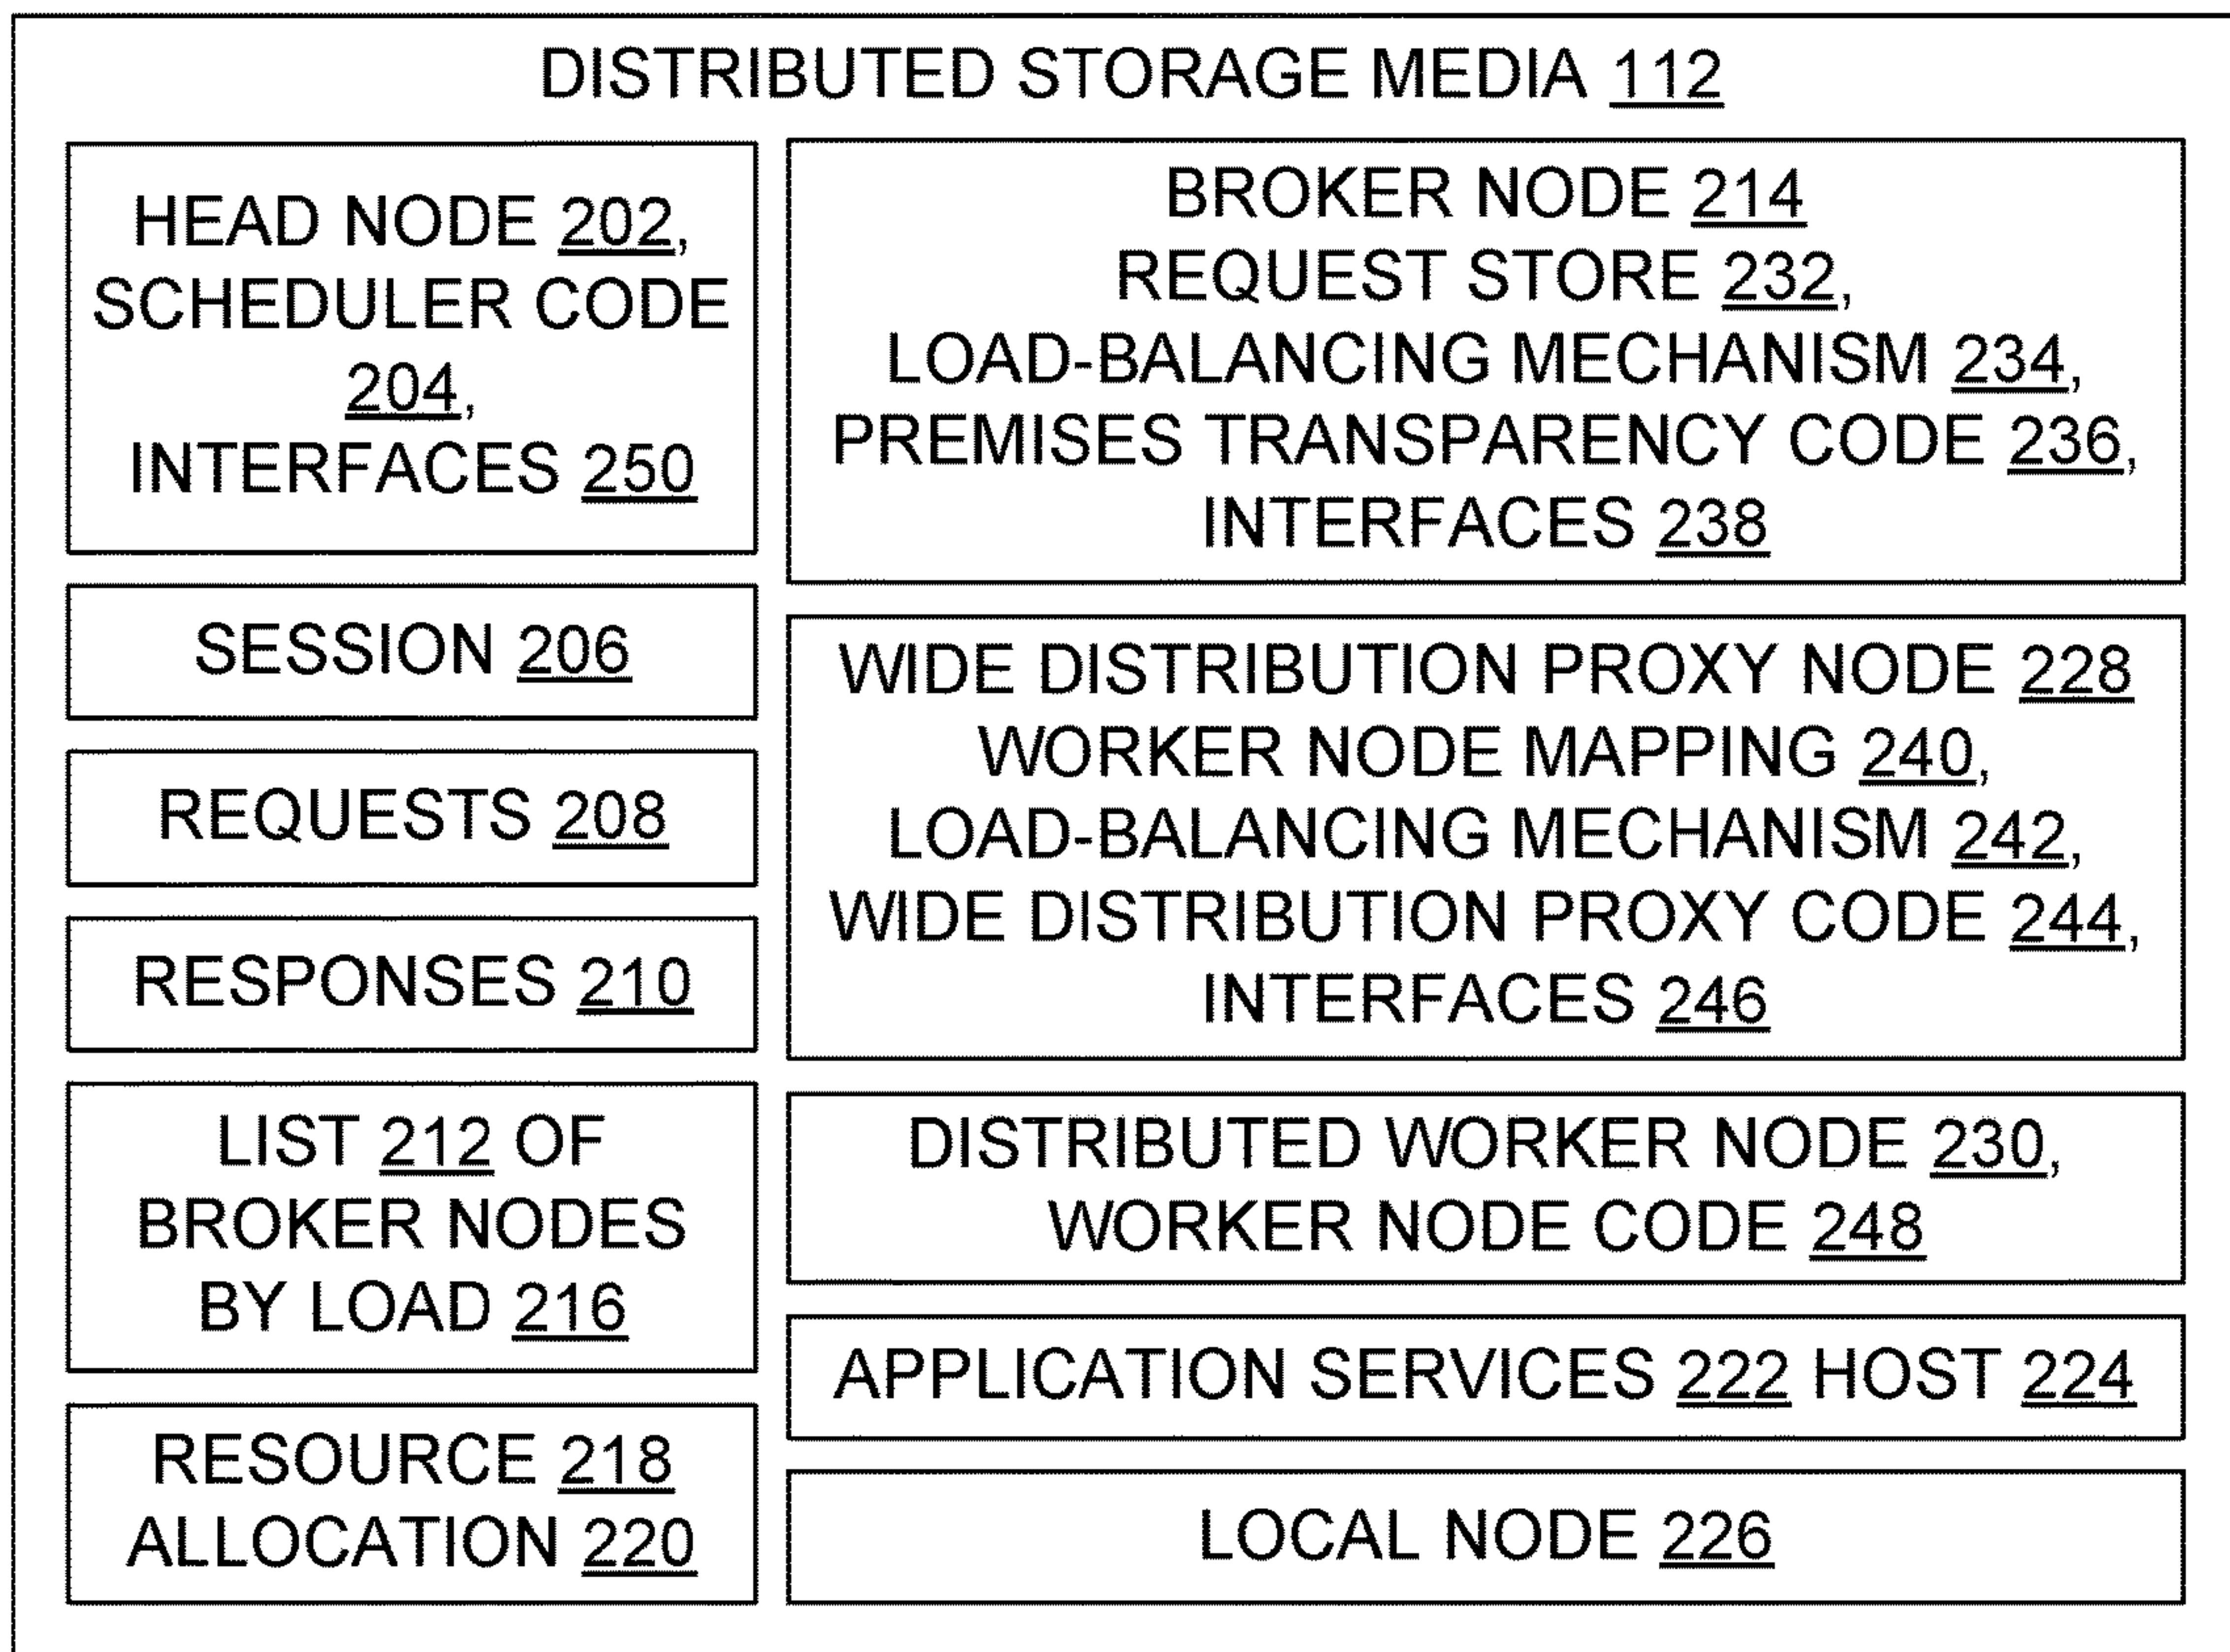 DISTRIBUTED STORAGE MEDIA 112
HEAD NODE 202,
SCHEDULER CODE
204,
INTERFACES 250
SESSION 206
REQUESTS 208
RESPONSES 210
LIST 212 OF
BROKER NODES
BY LOAD 216
RESOURCE 218
ALLOCATION 220
BROKER NODE 214
REQUEST STORE 232,
LOAD-BALANCING MECHANISM 234,
PREMISES TRANSPARENCY CODE 236,
INTERFACES 238
WIDE DISTRIBUTION PROXY NODE 228
WORKER NODE MAPPING 240,
LOAD-BALANCING MECHANISM 242,
WIDE DISTRIBUTION PROXY CODE 244,
INTERFACES 246
DISTRIBUTED WORKER NODE 230,
WORKER NODE CODE 248
APPLICATION SERVICES 222 HOST 224
LOCAL NODE 226